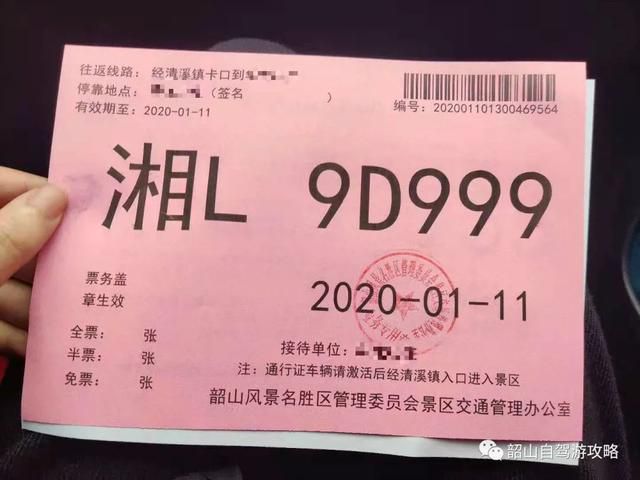 往返线路：经清溪镇卡口到
停靠地点：（签名 ）
有效期至：2020-01-11
编号：202001101300469564
湘L 9D999
票务盖
章生效
2020-01-11
全票： 张
半票： 张
免票： 张
接待单位：
注：通行证车辆请激活后经清溪镇入口进入景区
韶山风景名胜区管理委员会景区交通管理办公室
韶山自驾游攻略